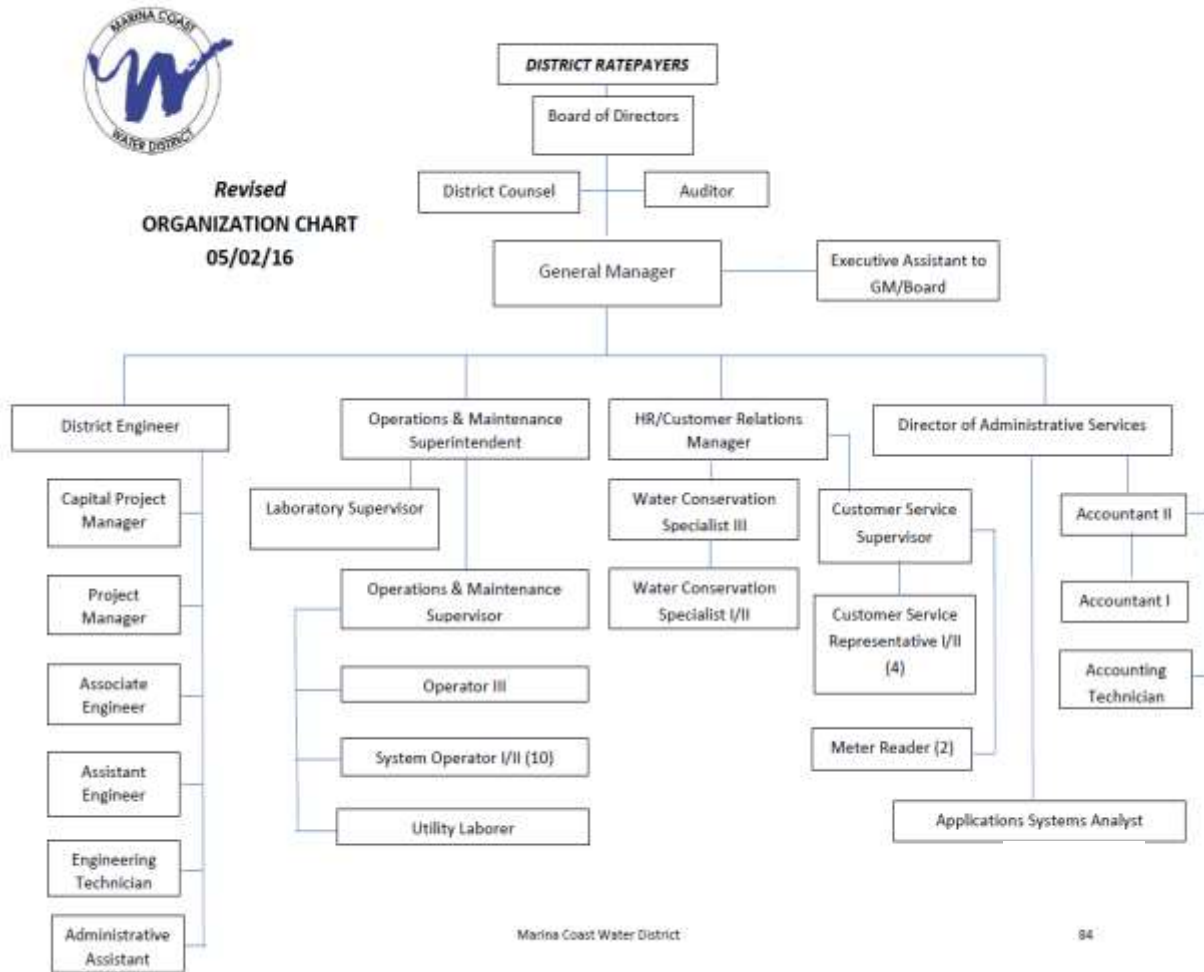 MARINA COAST
WATER DISTRICT
Revised
ORGANIZATION CHART
05/02/16
DISTRICT RATEPAYERS
Board of Directors
District Counsel
Auditor
General Manager
Executive Assistant to
GM/Board
District Engineer
Capital Project
Manager
Project
Manager
Associate
Engineer
Assistant
Engineer
Engineering
Technician
Administrative
Assistant
Operations & Maintenance
Superintendent
Laboratory Supervisor
Operations & Maintenance
Supervisor
Operator III
System Operator I/II (10)
Utility Laborer
HR/Customer Relations
Manager
Water Conservation
Specialist III
Water Conservation
Specialist I/II
Customer Service
Supervisor
Customer Service
Representative I/II
(4)
Meter Reader (2)
Director of Administrative Services
Accountant II
Accountant I
Accounting
Technician
Applications Systems Analyst
Marina Coast Water District
84